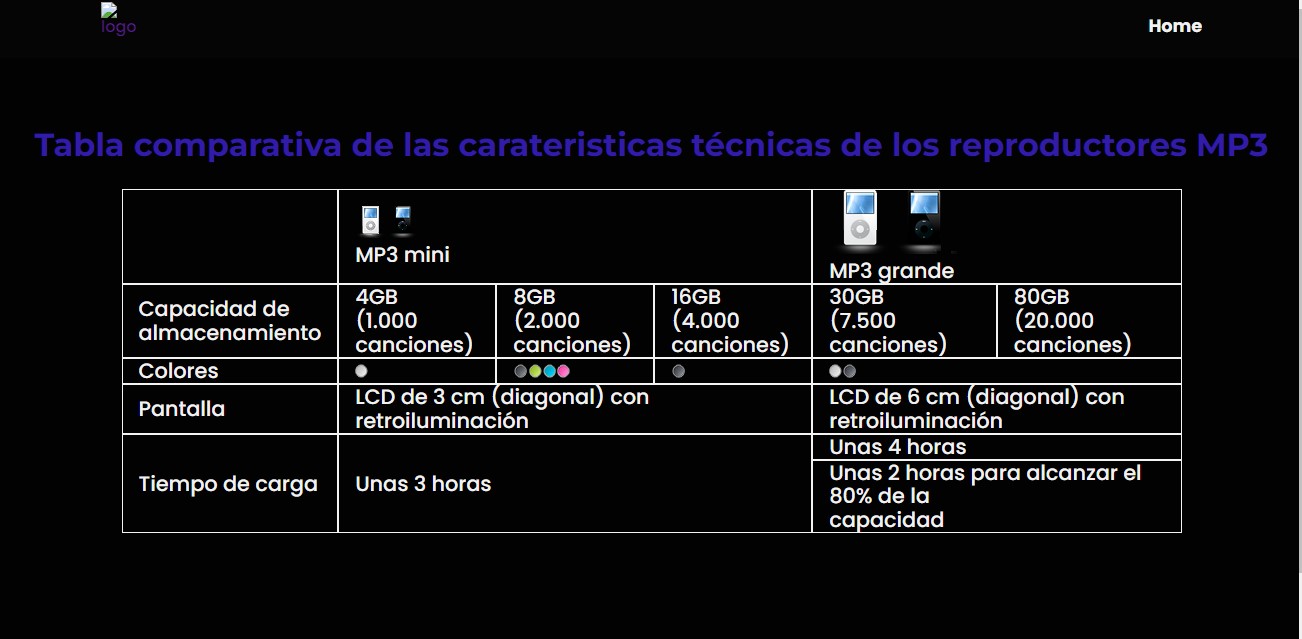 logo
Home
Tabla comparativa de las carateristicas técnicas de los reproductores MP3
MP3 mini
MP3 grande
Capacidad de
almacenamiento
4GB
(1.000
canciones)
8GB
(2.000
canciones)
16GB
(4.000
canciones)
30GB
(7.500
canciones)
80GB
(20.000
canciones)
Colores
Pantalla
LCD de 3 cm (diagonal) con
retroiluminación
LCD de 6 cm (diagonal) con
retroiluminación
Tiempo de carga
Unas 3 horas
Unas 4 horas
Unas 2 horas para alcanzar el
80% de la
capacidad